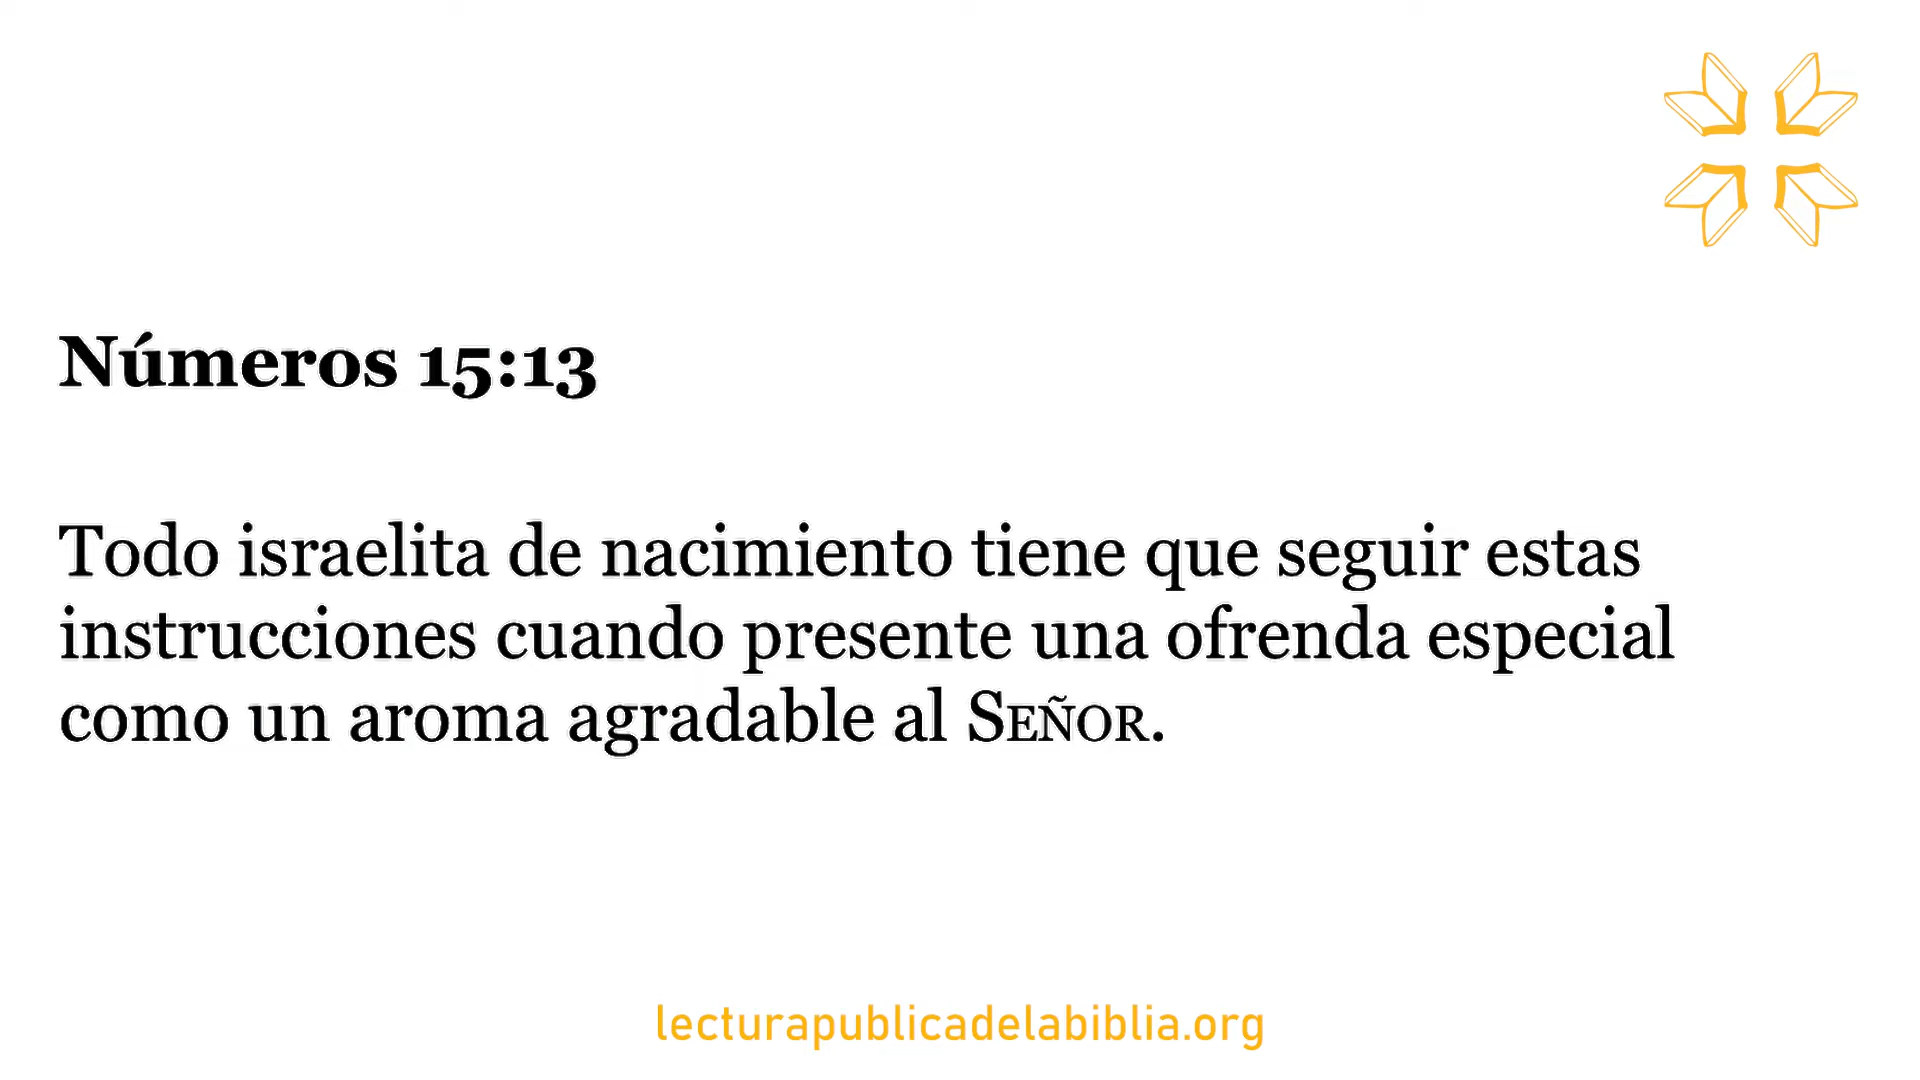 Números 15:13
Todo israelita de nacimiento tiene que seguir estas
instrucciones cuando presente una ofrenda especial
como un aroma agradable al SEÑOR.
lecturapublicadelabiblia.org